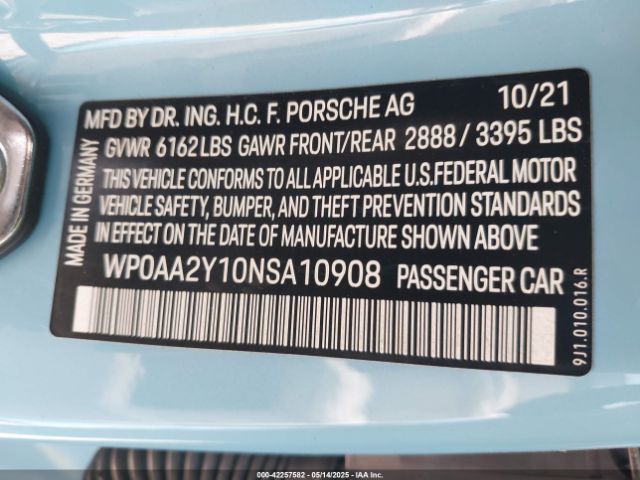 MFD BY DR. ING. H.C. F. PORSCHE AG 10/21
GVWR 6162 LBS GAWR FRONT/REAR 2888 / 3395 LBS
THIS VEHICLE CONFORMS TO ALL APPLICABLE U.S. FEDERAL MOTOR
VEHICLE SAFETY, BUMPER, AND THEFT PREVENTION STANDARDS
IN EFFECT ON THE DATE OF MANUFACTURE SHOWN ABOVE
WP0AA2Y10NSA10908 PASSENGER CAR
MADE IN GERMANY
9J1.010.016.R
© 42257582 - 05/14/2025 - IAA Inc.